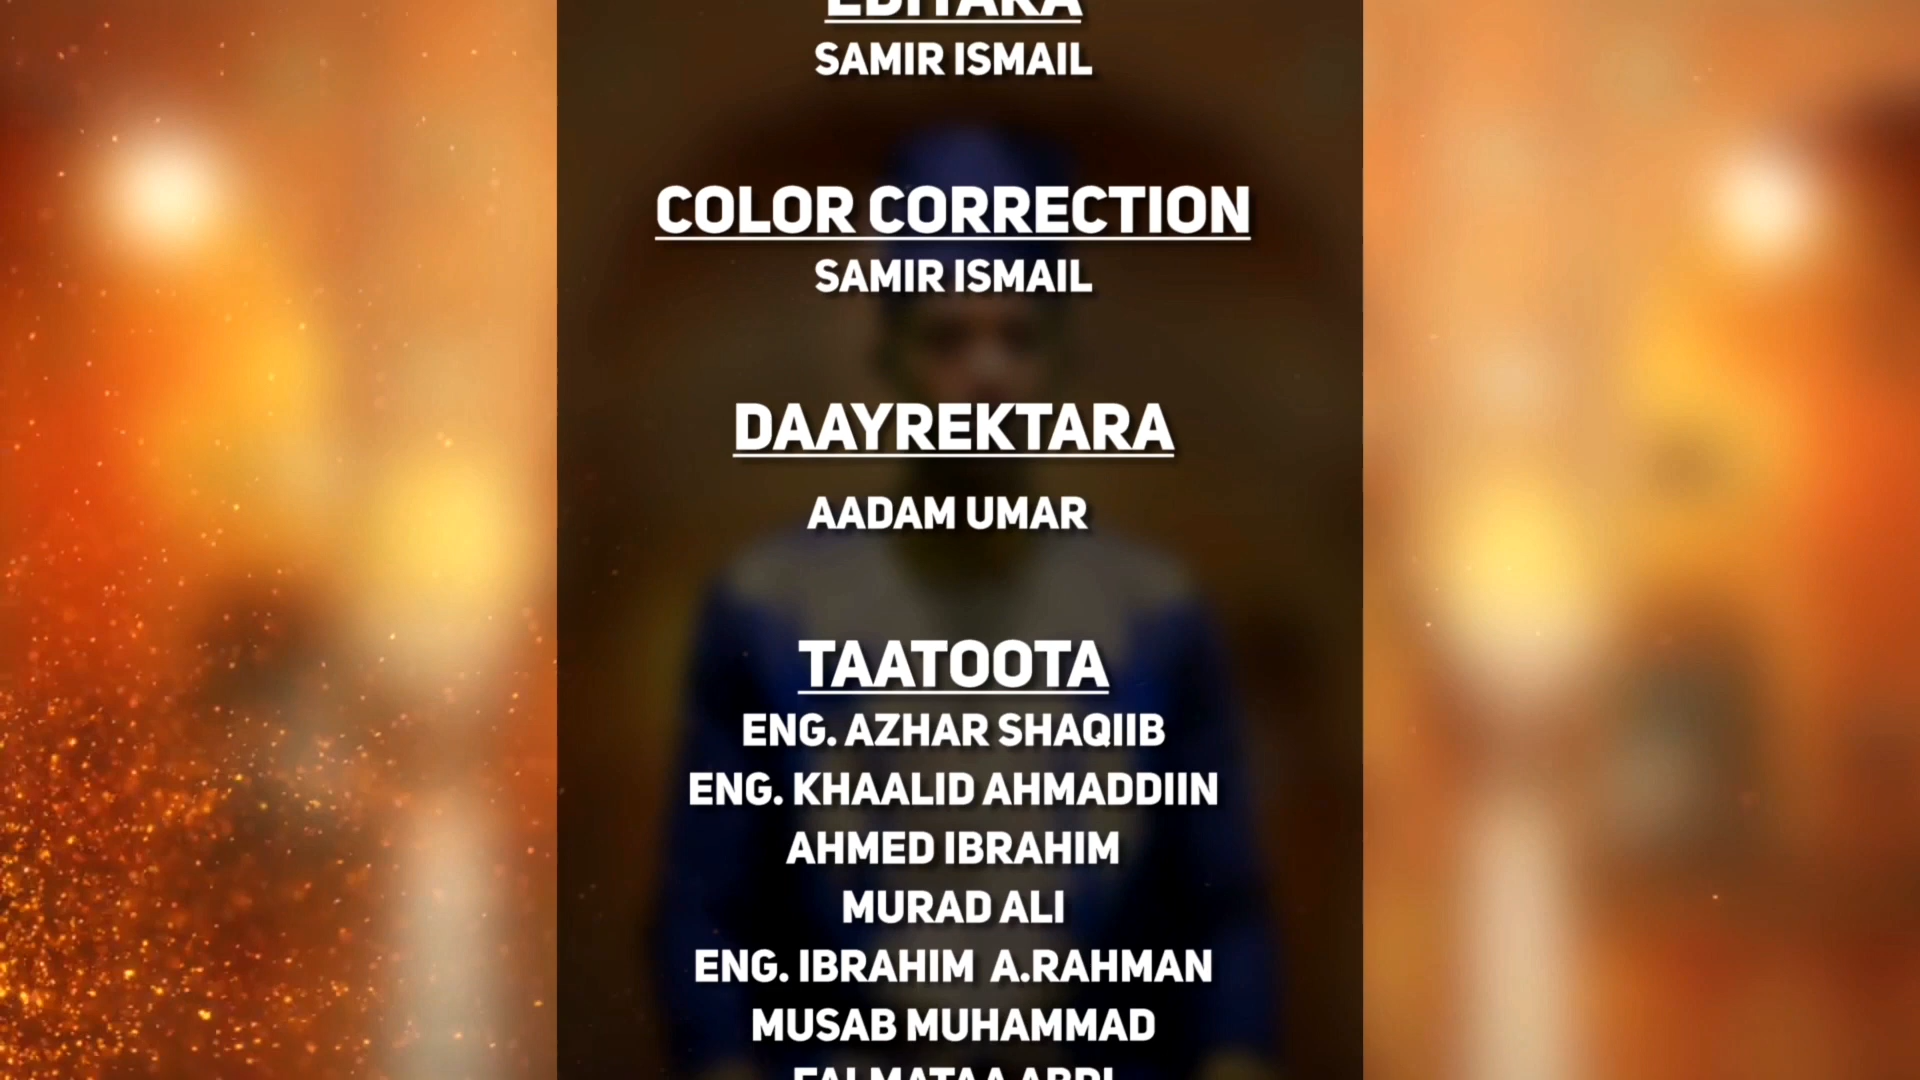 EDITARA
SAMIR ISMAIL
COLOR CORRECTION
SAMIR ISMAIL
DAAYREKTARA
AADAM UMAR
TAATOOTA
ENG. AZHAR SHAQIIB
ENG. KHAALID AHMADDIIN
AHMED IBRAHIM
MURAD ALI
ENG. IBRAHIM A.RAHMAN
MUSAB MUHAMMAD